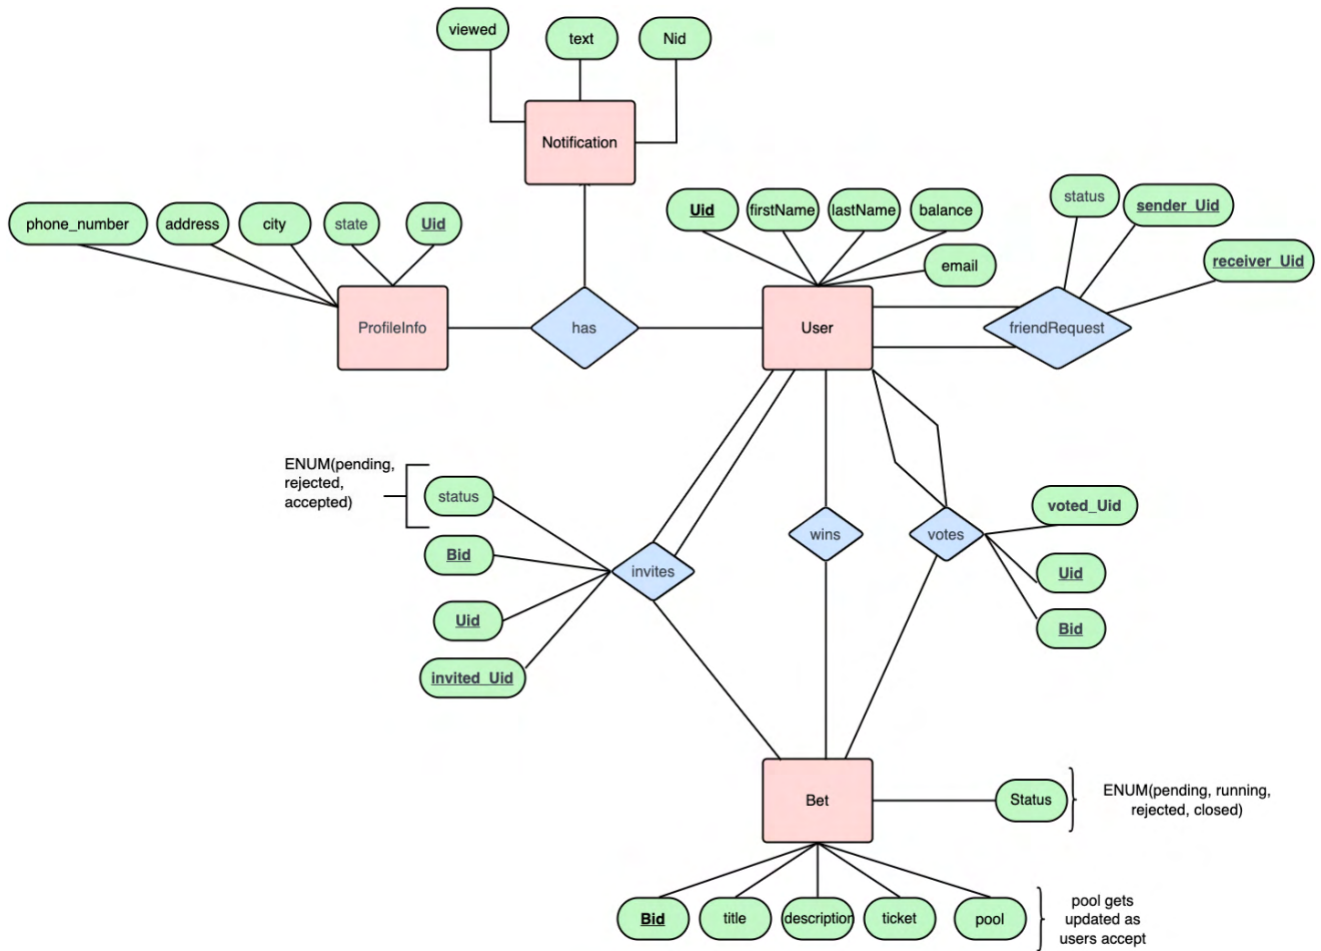 viewed
text
Nid
Notification
phone_number
address
city
state
Uid
Uid
firstName
lastName
balance
email
status
sender_Uid
receiver_Uid
ProfileInfo
has
User
friendRequest
ENUM(pending,
rejected,
accepted)
status
Bid
Uid
invited_Uid
invites
wins
votes
voted_Uid
Uid
Bid
Bet
Status
ENUM(pending, running,
rejected, closed)
Bid
title
description
ticket
pool
pool gets
updated as
users accept